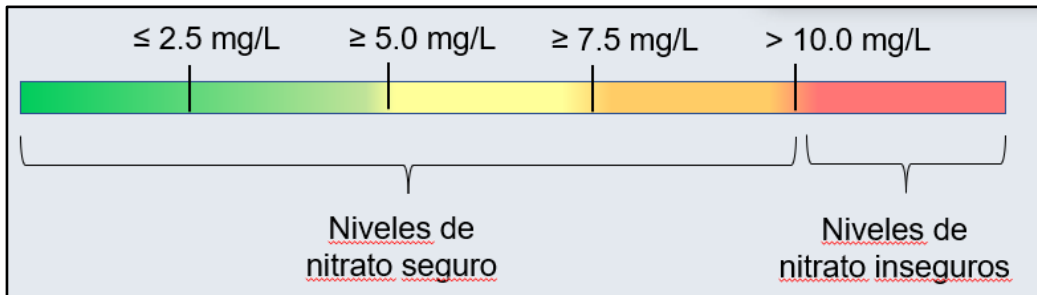 ≤ 2.5 mg/L ≥ 5.0 mg/L ≥ 7.5 mg/L > 10.0 mg/L
Niveles de
nitrato seguro
Niveles de
nitrato inseguros